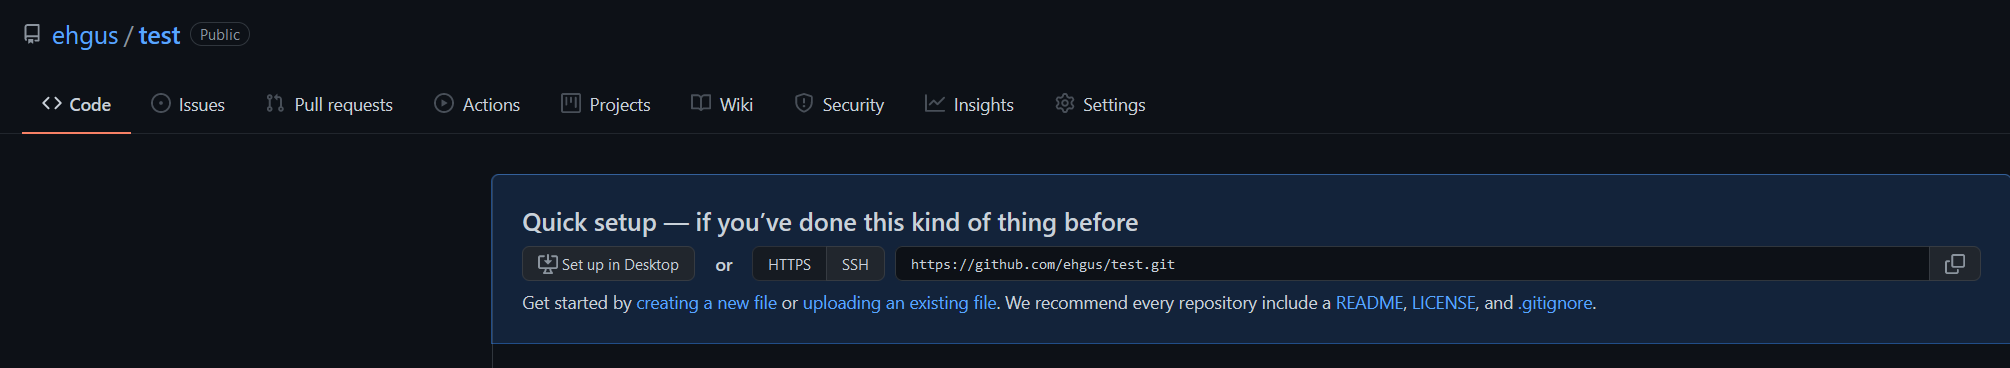 ehgus / test Public
Code Issues Pull requests Actions Projects Wiki Security Insights Settings
Quick setup — if you’ve done this kind of thing before
Set up in Desktop or HTTPS SSH https://github.com/ehgus/test.git
Get started by creating a new file or uploading an existing file. We recommend every repository include a README, LICENSE, and .gitignore.